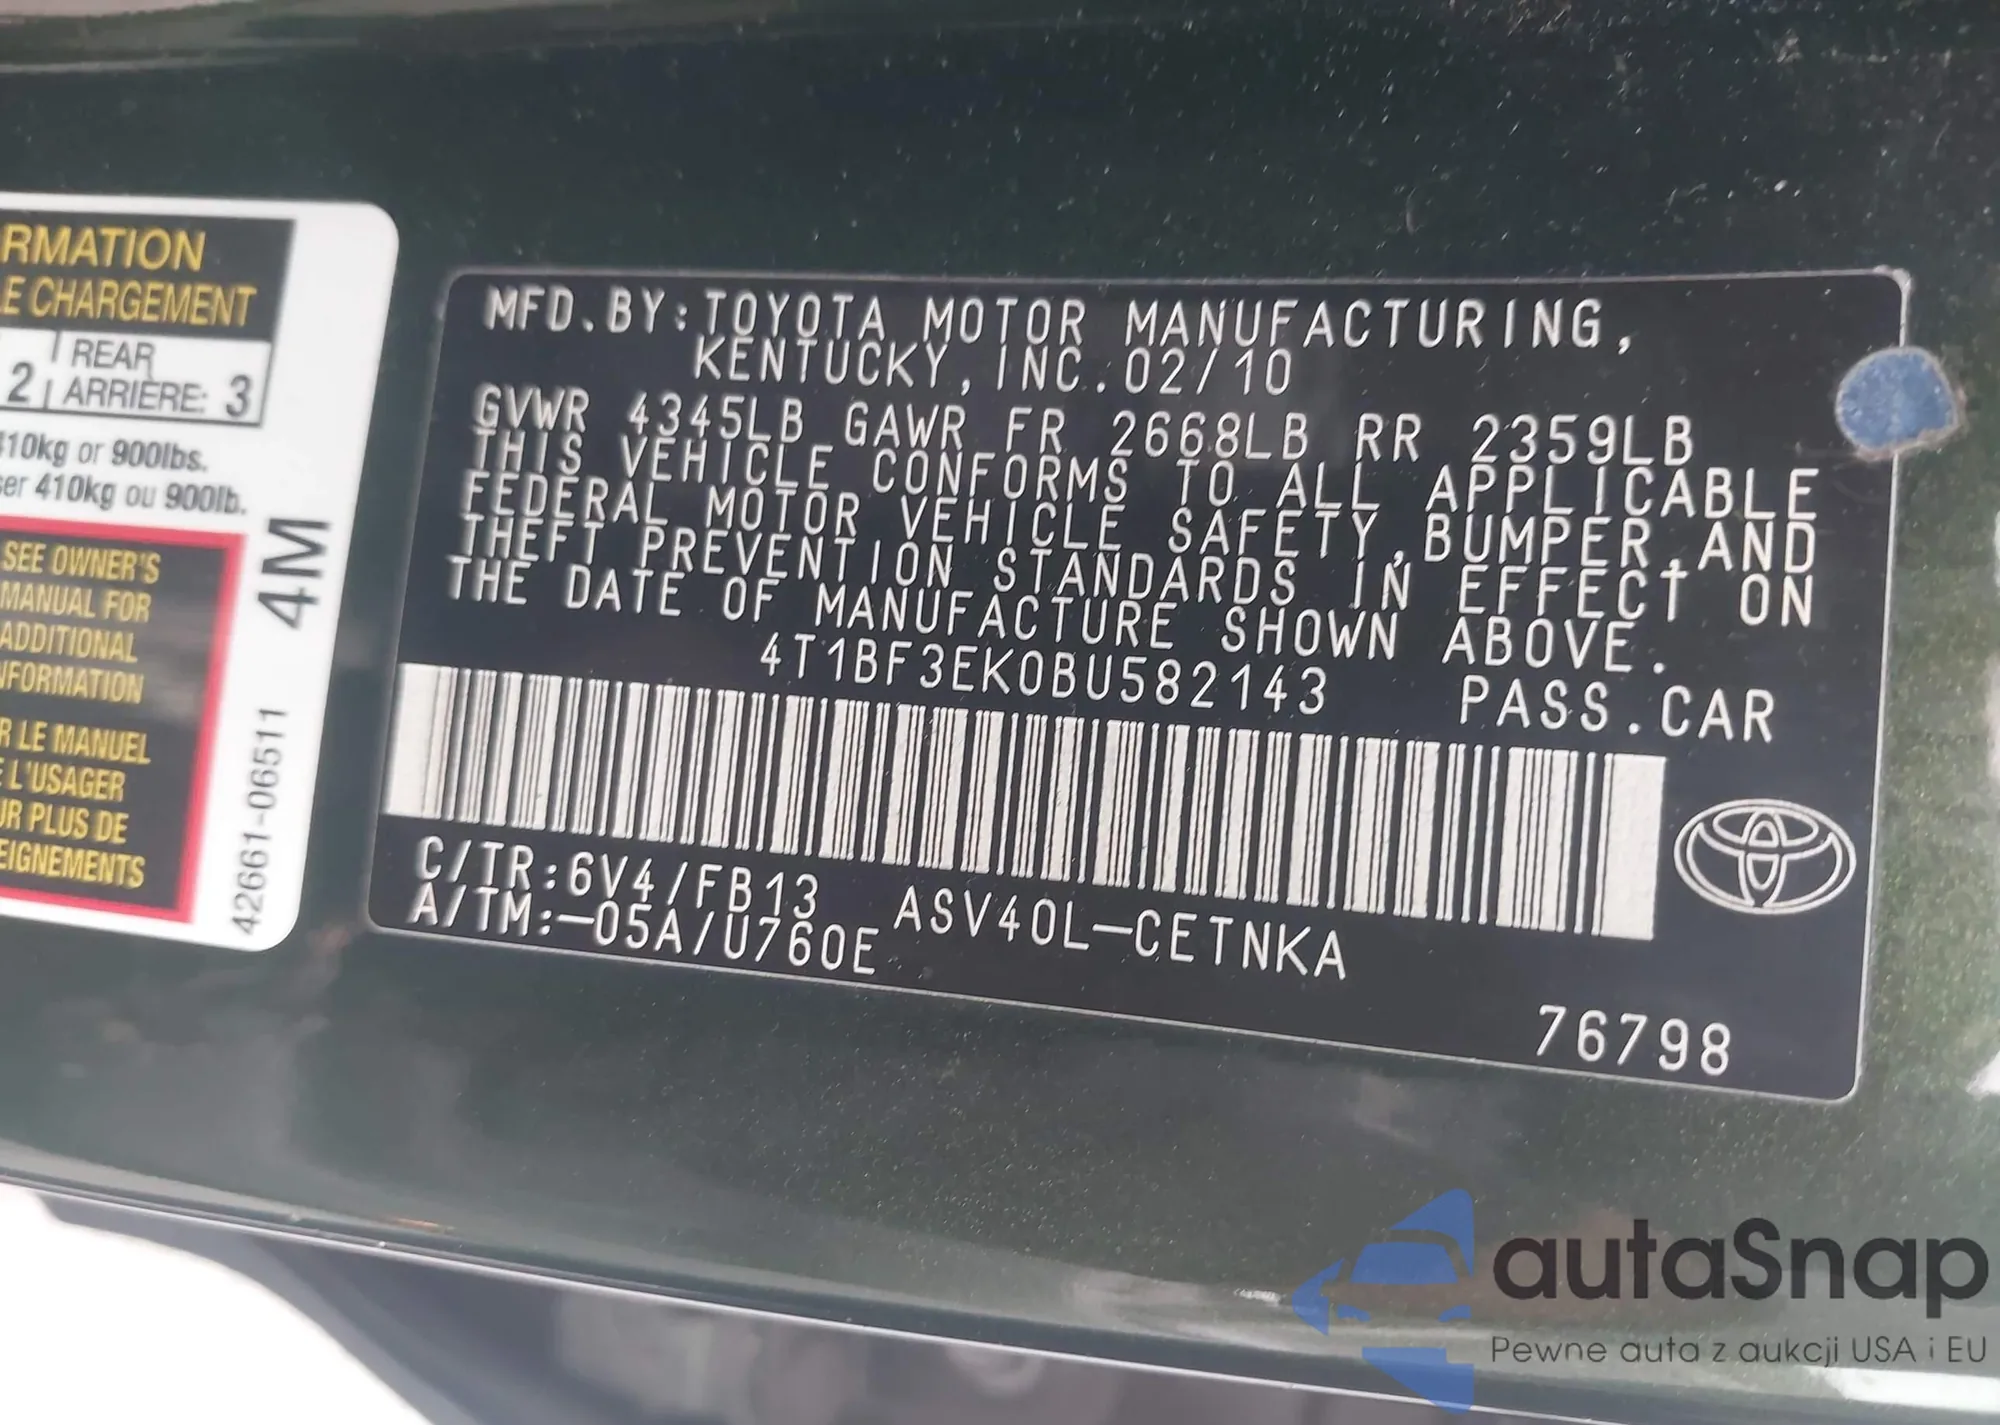 RMATION
E CHARGEMENT
2 REAR
ARRIÈRE: 3
410kg or 900lbs.
ser 410kg ou 900lb.
SEE OWNER'S
MANUAL FOR
ADDITIONAL
NFORMATION
R LE MANUEL
E L'USAGER
UR PLUS DE
EIGNEMENTS
42661-06511 4M
MFD.BY:TOYOTA MOTOR MANUFACTURING,
KENTUCKY,INC.02/10
GVWR 4345LB GAWR FR 2668LB RR 2359LB
THIS VEHICLE CONFORMS TO ALL APPLICABLE
FEDERAL MOTOR VEHICLE SAFETY,BUMPER,AND
THEFT PREVENTION STANDARDS IN EFFECT ON
THE DATE OF MANUFACTURE SHOWN ABOVE.
4T1BF3EK0BU582143 PASS.CAR
C/TR:6V4/FB13 ASV40L-CETNKA
A/TM:-05A/U760E
76798
autaSnap
Pewne auta z aukcji USA i EU